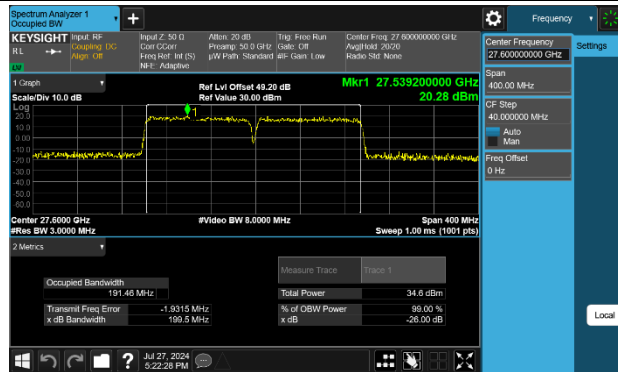 Spectrum Analyzer 1
Occupied BW
KEYSIGHT
RL
Input: RF
Coupling: DC
Align: Off
Input Z: 50 Ω
Corr CCorr
Freq Ref: Int (S)
NFE: Adaptive
Atten: 20 dB
Preamp: 50.0 GHz
µW Path: Standard
Trig: Free Run
Gate: Off
#IF Gain: Low
Center Freq: 27.600000000 GHz
Avg|Hold: 20/20
Radio Std: None
LV
1 Graph
Scale/Div 10.0 dB
Ref Lvl Offset 49.20 dB
Ref Value 30.00 dBm
Mkr1 27.539200000 GHz
20.28 dBm
Log
20.0
10.0
0.00
-10.0
-20.0
-30.0
-40.0
-50.0
-60.0
1
Center 27.6000 GHz
#Res BW 3.0000 MHz
#Video BW 8.0000 MHz
Span 400 MHz
Sweep 1.00 ms (1001 pts)
2 Metrics
Measure Trace
Trace 1
Occupied Bandwidth
191.46 MHz
Total Power
34.6 dBm
Transmit Freq Error
-1.9315 MHz
% of OBW Power
99.00 %
x dB Bandwidth
199.5 MHz
x dB
-26.00 dB
Jul 27, 2024
5:22:28 PM
Frequency
Center Frequency
27.600000000 GHz
Settings
Span
400.00 MHz
CF Step
40.000000 MHz
Auto
Man
Freq Offset
0 Hz
Local